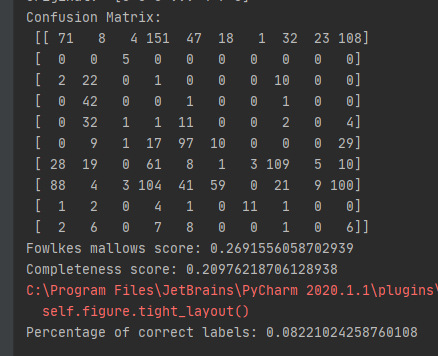 Confusion Matrix:
[[ 71 8 4 151 47 18 1 32 23 108]
[ 0 0 5 0 0 0 0 0 0 0]
[ 2 22 0 1 0 0 0 10 0 0]
[ 0 42 0 0 1 0 0 1 0 0]
[ 0 32 1 1 11 0 0 2 0 4]
[ 0 9 1 17 97 10 0 0 0 29]
[ 28 19 0 61 8 1 3 109 5 10]
[ 88 4 3 104 41 59 0 21 9 100]
[ 1 2 0 4 1 0 11 1 0 0]
[ 2 6 0 7 8 0 0 1 0 6]]
Fowlkes mallows score: 0.2691556058702939
Completeness score: 0.20976218706128938
C:\Program Files\JetBrains\PyCharm 2020.1.1\plugins\
self.figure.tight_layout()
Percentage of correct labels: 0.08221024258760108